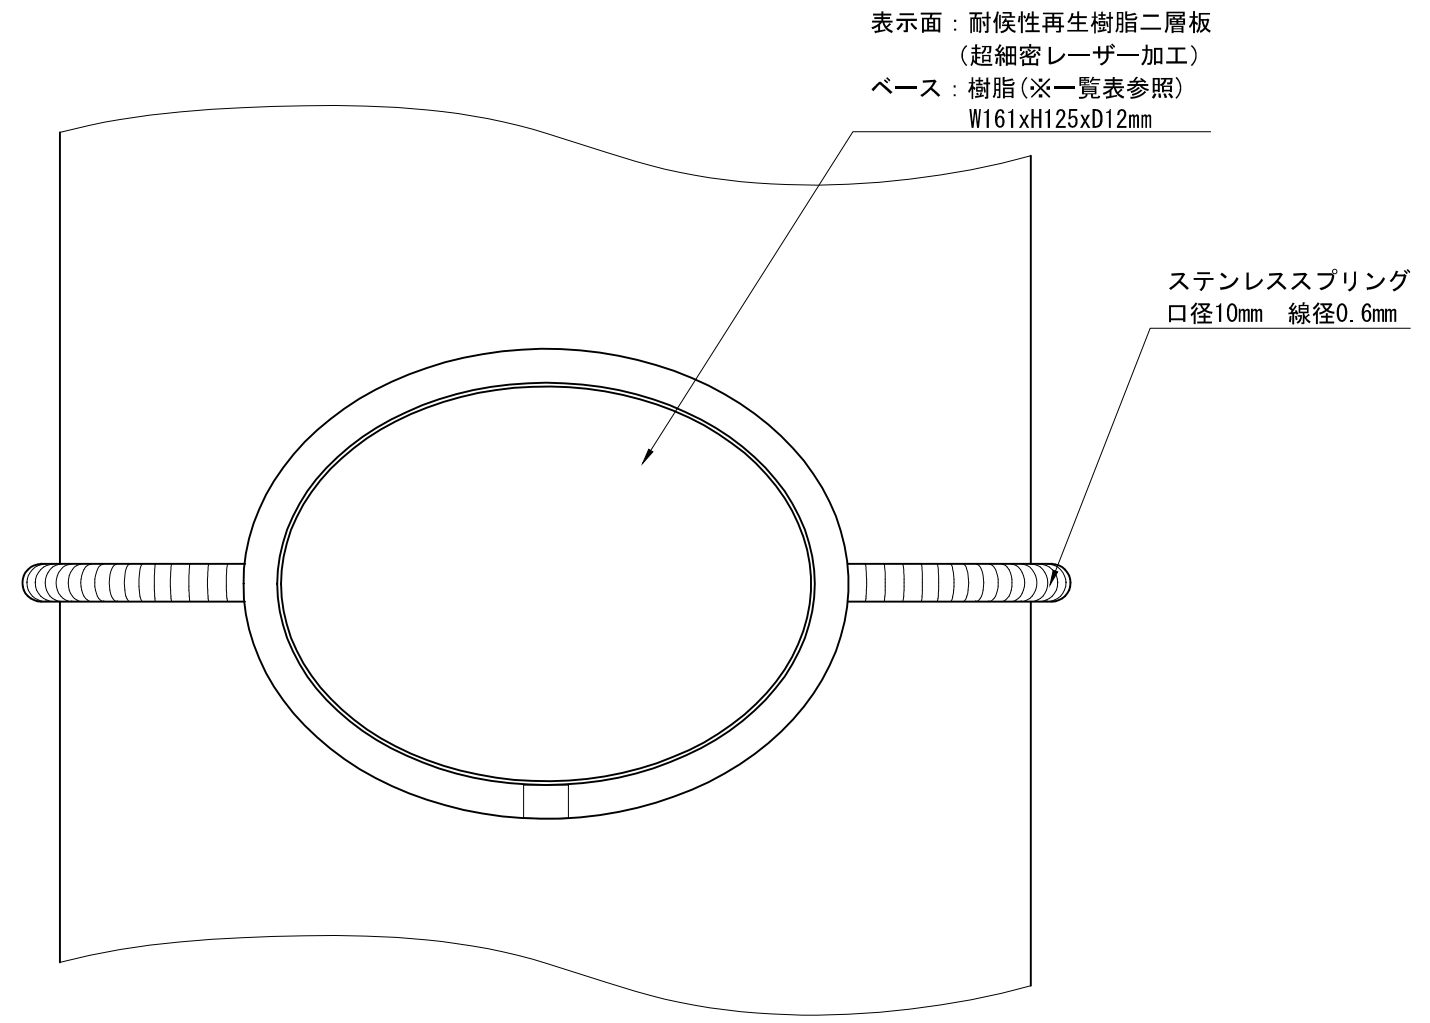 表示面：耐候性再生樹脂二層板
（超細密レーザー加工）
ベース：樹脂(※一覧表参照)
W161xH125xD12mm
ステンレススプリング
口径10mm　線径0.6mm